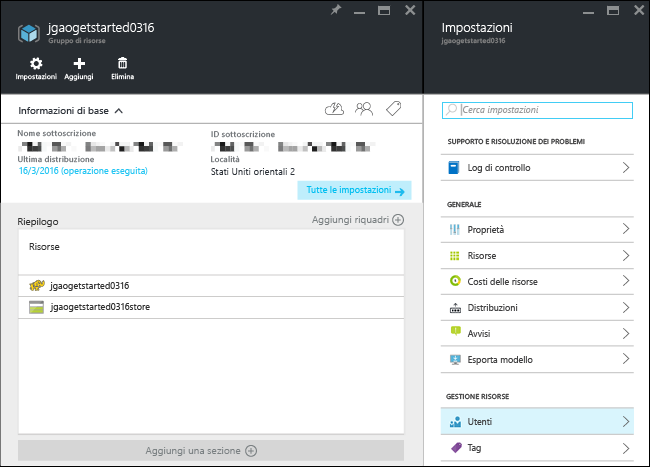 jgaogetstarted0316
Gruppo di risorse
Impostazioni
Aggiungi
Elimina
Informazioni di base
Nome sottoscrizione
ID sottoscrizione
Ultima distribuzione
16/3/2016 (operazione eseguita)
Località
Stati Uniti orientali 2
Tutte le impostazioni
Riepilogo
Aggiungi riquadri
Risorse
jgaogetstarted0316
jgaogetstarted0316store
Aggiungi una sezione
Impostazioni
jgaogetstarted0316
Cerca impostazioni
SUPPORTO E RISOLUZIONE DEI PROBLEMI
Log di controllo
GENERALE
Proprietà
Risorse
Costi delle risorse
Distribuzioni
Avvisi
Esporta modello
GESTIONE RISORSE
Utenti
Tag